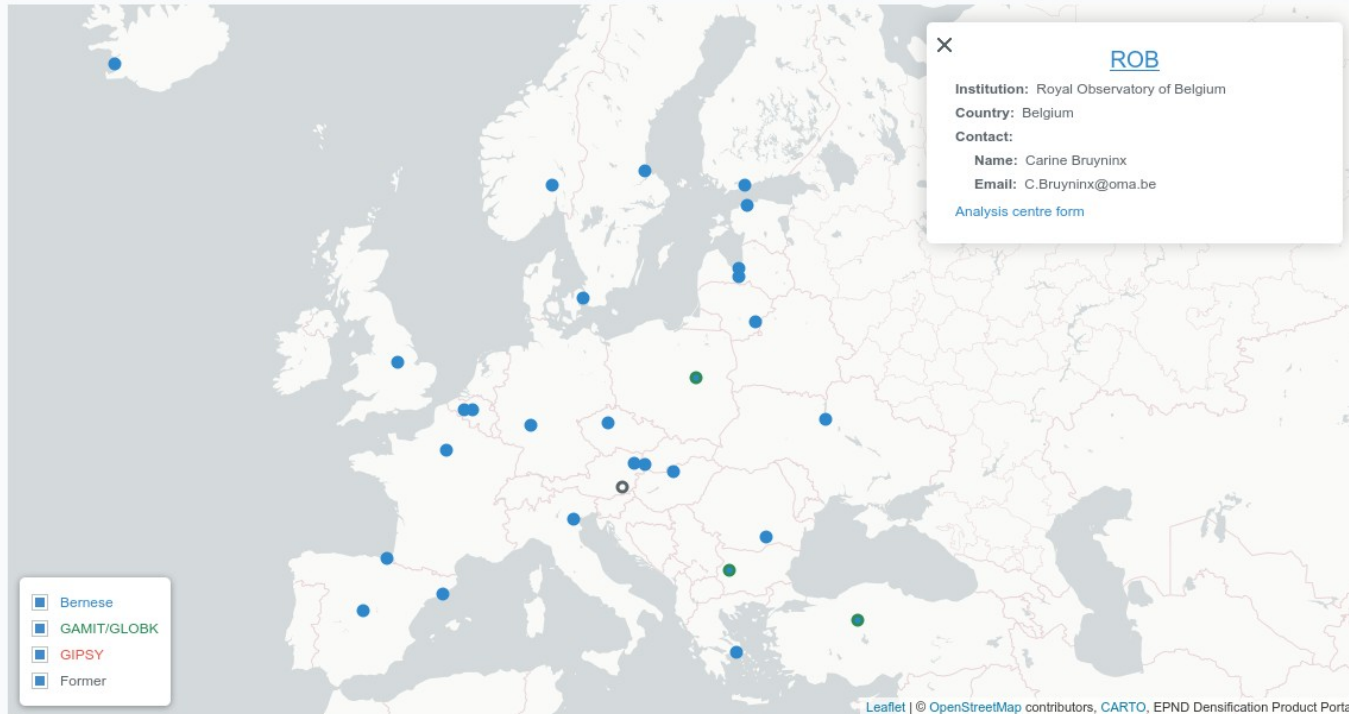 ROB
Institution: Royal Observatory of Belgium
Country: Belgium
Contact:
Name: Carine Bruyninx
Email: C.Bruyninx@oma.be
Analysis centre form
Bernese
GAMIT/GLOBK
GIPSY
Former
Leaflet | © OpenStreetMap contributors, CARTO, EPND Densification Product Porta